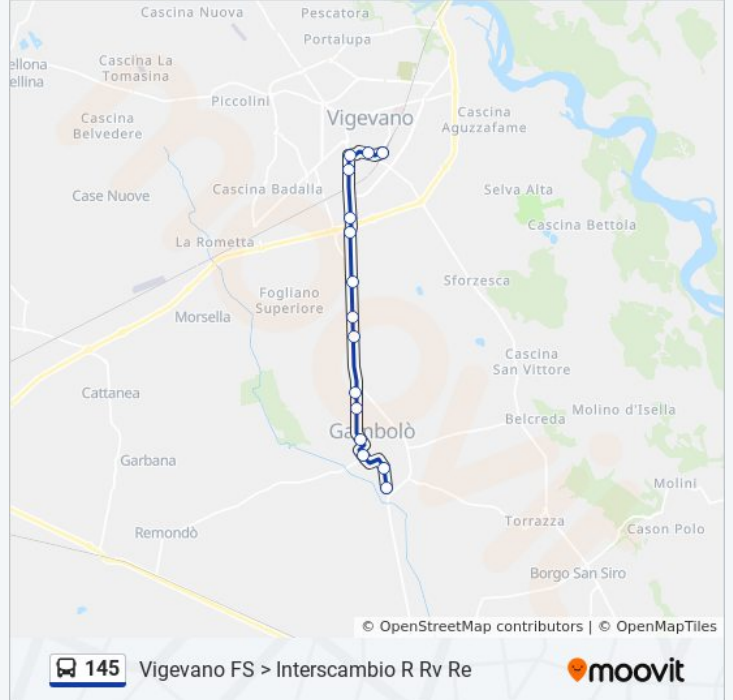 Cascina Nuova
Pescatora
Portalupa
ellona
ellina
Cascina La
Tomasina
Piccolini
Cascina
Belvedere
Vigevano
Cascina
Aguzzafame
Case Nuove
Cascina Badalla
Selva Alta
Cascina Bettola
La Rometta
Fogliano
Superiore
Sforzesca
Morsella
Cascina
San Vittore
Cattanea
Molino d'Isella
Belcreda
Gambolò
Garbana
Molini
Torrazza
Cason Polo
Remondò
Borgo San Siro
moovit
© OpenStreetMap contributors | © OpenMapTiles
145 Vigevano FS > Interscambio R Rv Re
moovit